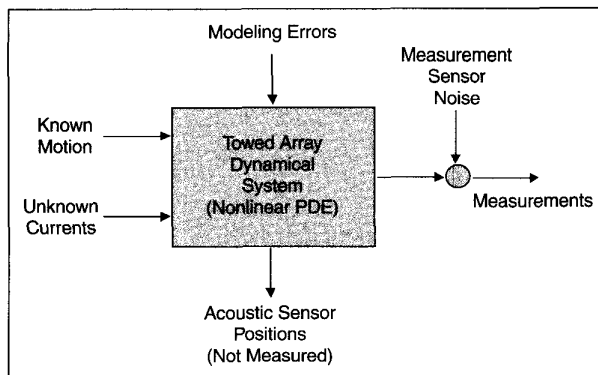 Modeling Errors
Measurement
Sensor
Noise
Known
Motion
Towed Array
Dynamical
System
(Nonlinear PDE)
Unknown
Currents
Measurements
Acoustic Sensor
Positions
(Not Measured)